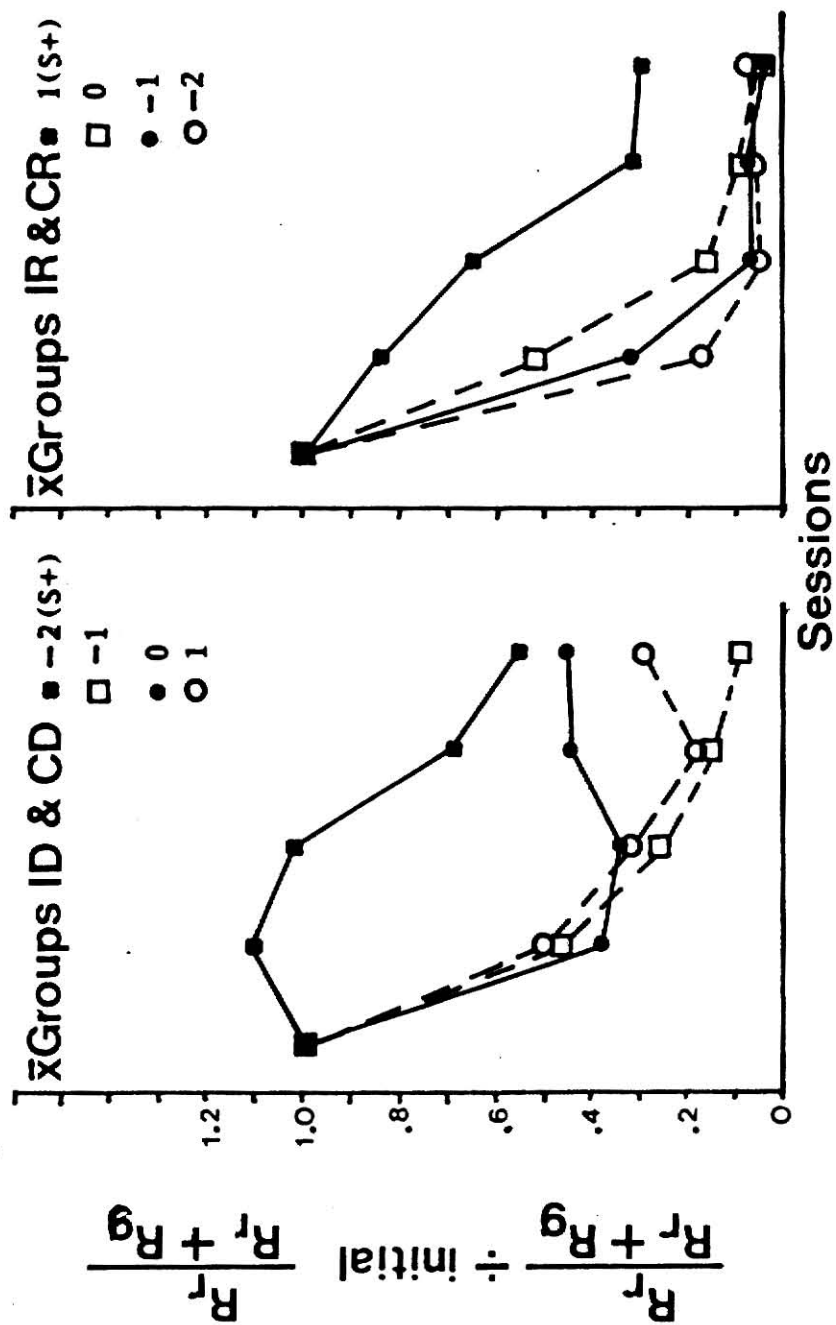 x̄Groups ID & CD ■ -2(S+)
□ -1
● 0
○ 1
x̄Groups IR & CR ■ 1(S+)
□ 0
● -1
○ -2
1.2
1.0
.8
.6
.4
.2
0
Rr
Rr + Rg
÷ initial
Rr
Rr + Rg
Sessions